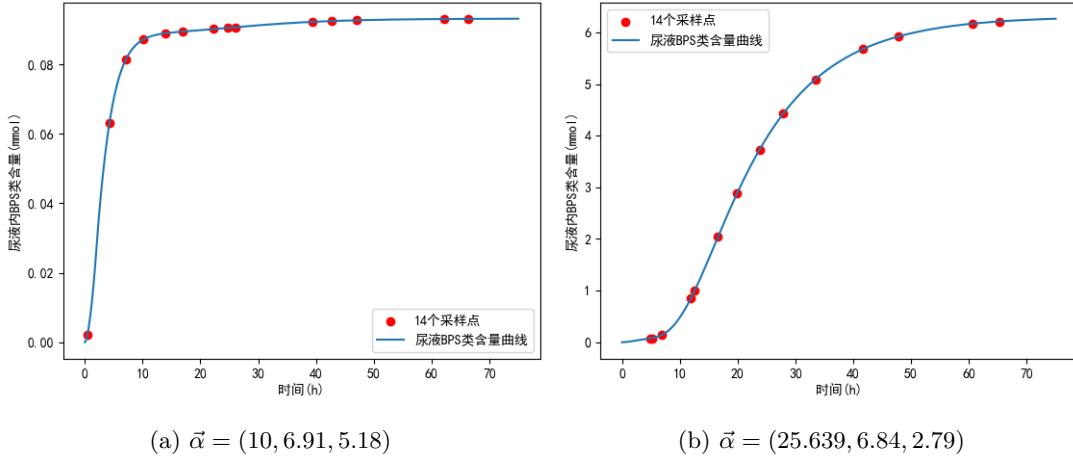 0.08
0.06
0.04
0.02
0.00
尿液内BPS类含量(mmol)
14个采样点
尿液BPS类含量曲线
0 10 20 30 40 50 60 70
时间(h)
(a) α⃗ = (10, 6.91, 5.18)
6
5
4
3
2
1
0
尿液内BPS类含量(mmol)
14个采样点
尿液BPS类含量曲线
0 10 20 30 40 50 60 70
时间(h)
(b) α⃗ = (25.639, 6.84, 2.79)